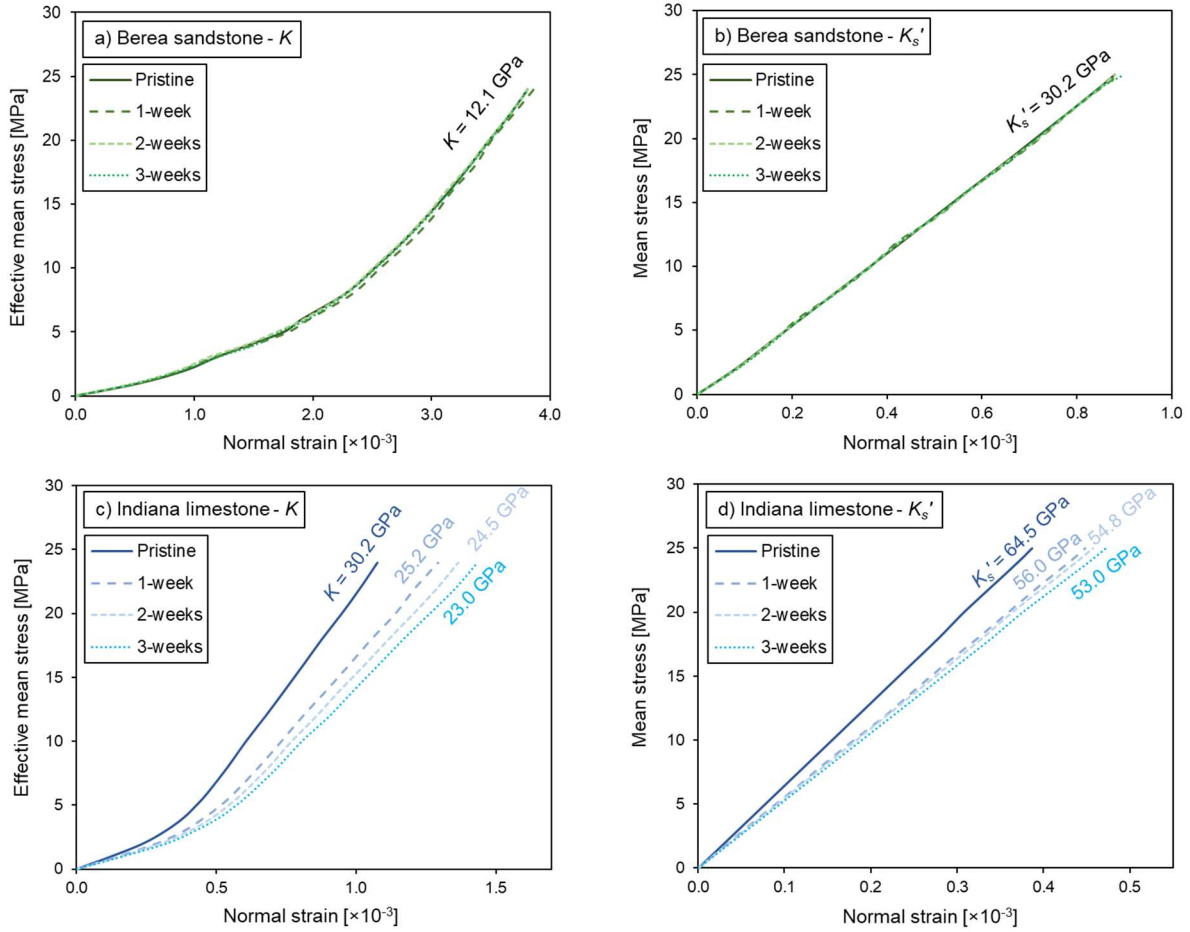 a) Berea sandstone - K
Pristine
1-week
2-weeks
3-weeks
K = 12.1 GPa
Effective mean stress [MPa]
30
25
20
15
10
5
0
0.0 1.0 2.0 3.0 4.0
Normal strain [×10⁻³]
b) Berea sandstone - Kₛ'
Pristine
1-week
2-weeks
3-weeks
Kₛ' = 30.2 GPa
Mean stress [MPa]
30
25
20
15
10
5
0
0.0 0.2 0.4 0.6 0.8 1.0
Normal strain [×10⁻³]
c) Indiana limestone - K
Pristine
1-week
2-weeks
3-weeks
K = 30.2 GPa
25.2 GPa
24.5 GPa
23.0 GPa
Effective mean stress [MPa]
30
25
20
15
10
5
0
0.0 0.5 1.0 1.5
Normal strain [×10⁻³]
d) Indiana limestone - Kₛ'
Pristine
1-week
2-weeks
3-weeks
Kₛ' = 64.5 GPa
56.0 GPa
54.8 GPa
53.0 GPa
Mean stress [MPa]
30
25
20
15
10
5
0
0.0 0.1 0.2 0.3 0.4 0.5
Normal strain [×10⁻³]